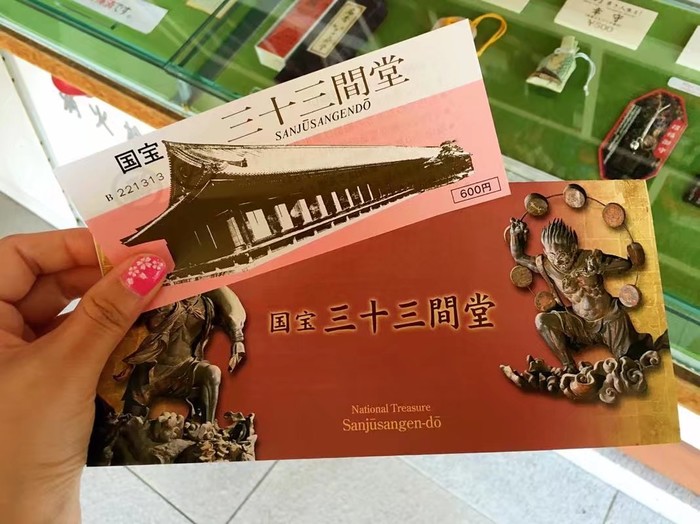 三十三間堂
SANJŪSANGENDŌ
国宝
B 221313
600円
国宝 三十三間堂
National Treasure
Sanjūsangen-dō